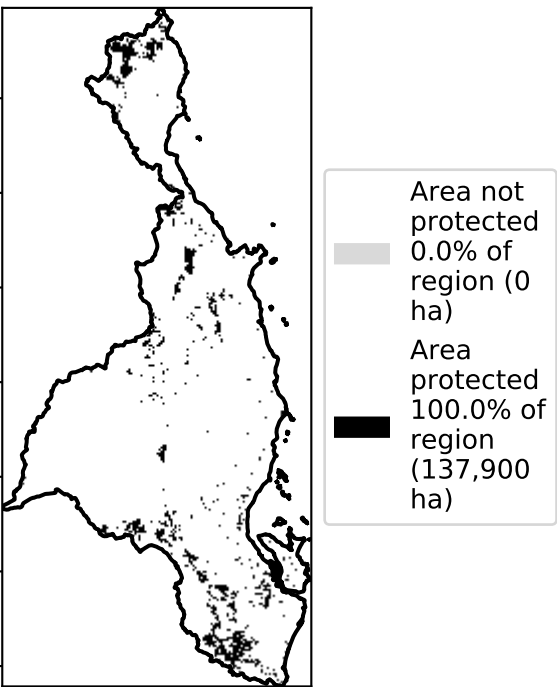 Area not
protected
0.0% of
region (0
ha)
Area
protected
100.0% of
region
(137,900
ha)